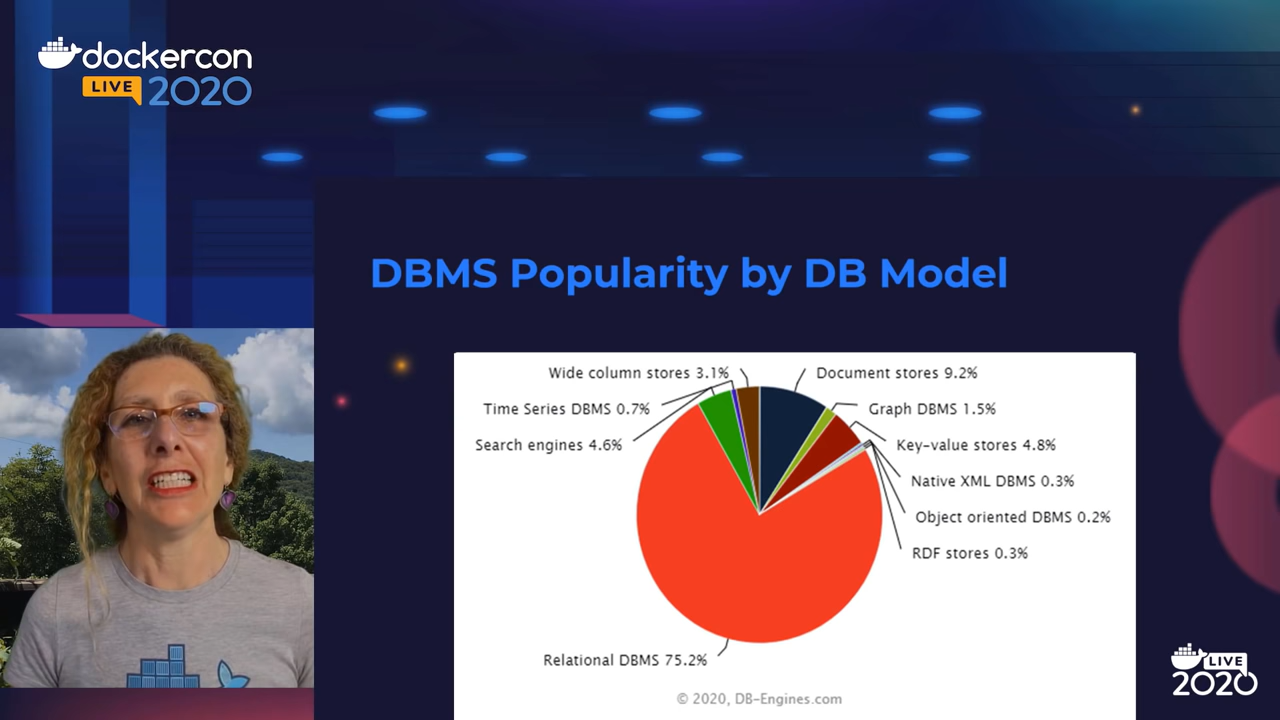 dockercon
LIVE 2020
DBMS Popularity by DB Model
Wide column stores 3.1%
Document stores 9.2%
Time Series DBMS 0.7%
Graph DBMS 1.5%
Search engines 4.6%
Key-value stores 4.8%
Native XML DBMS 0.3%
Object oriented DBMS 0.2%
RDF stores 0.3%
Relational DBMS 75.2%
© 2020, DB-Engines.com
LIVE
2020